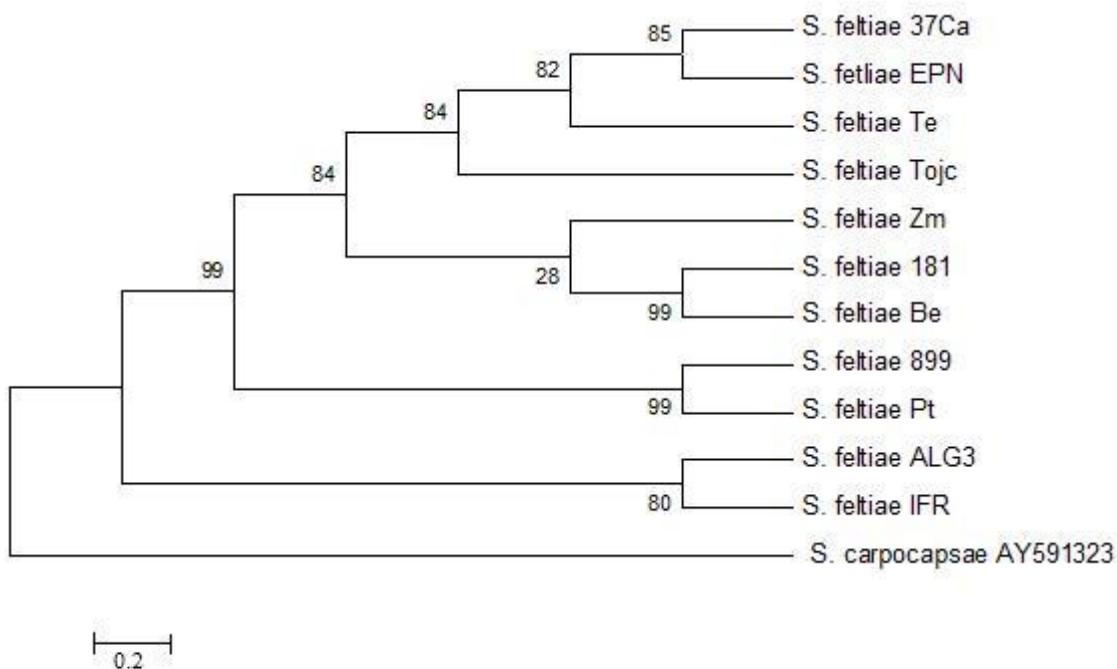 85
S. feltiae 37Ca
S. fetliae EPN
82
S. feltiae Te
84
S. feltiae Tojc
84
S. feltiae Zm
28
S. feltiae 181
99
99
S. feltiae Be
S. feltiae 899
99
S. feltiae Pt
S. feltiae ALG3
80
S. feltiae IFR
S. carpocapsae AY591323
0.2